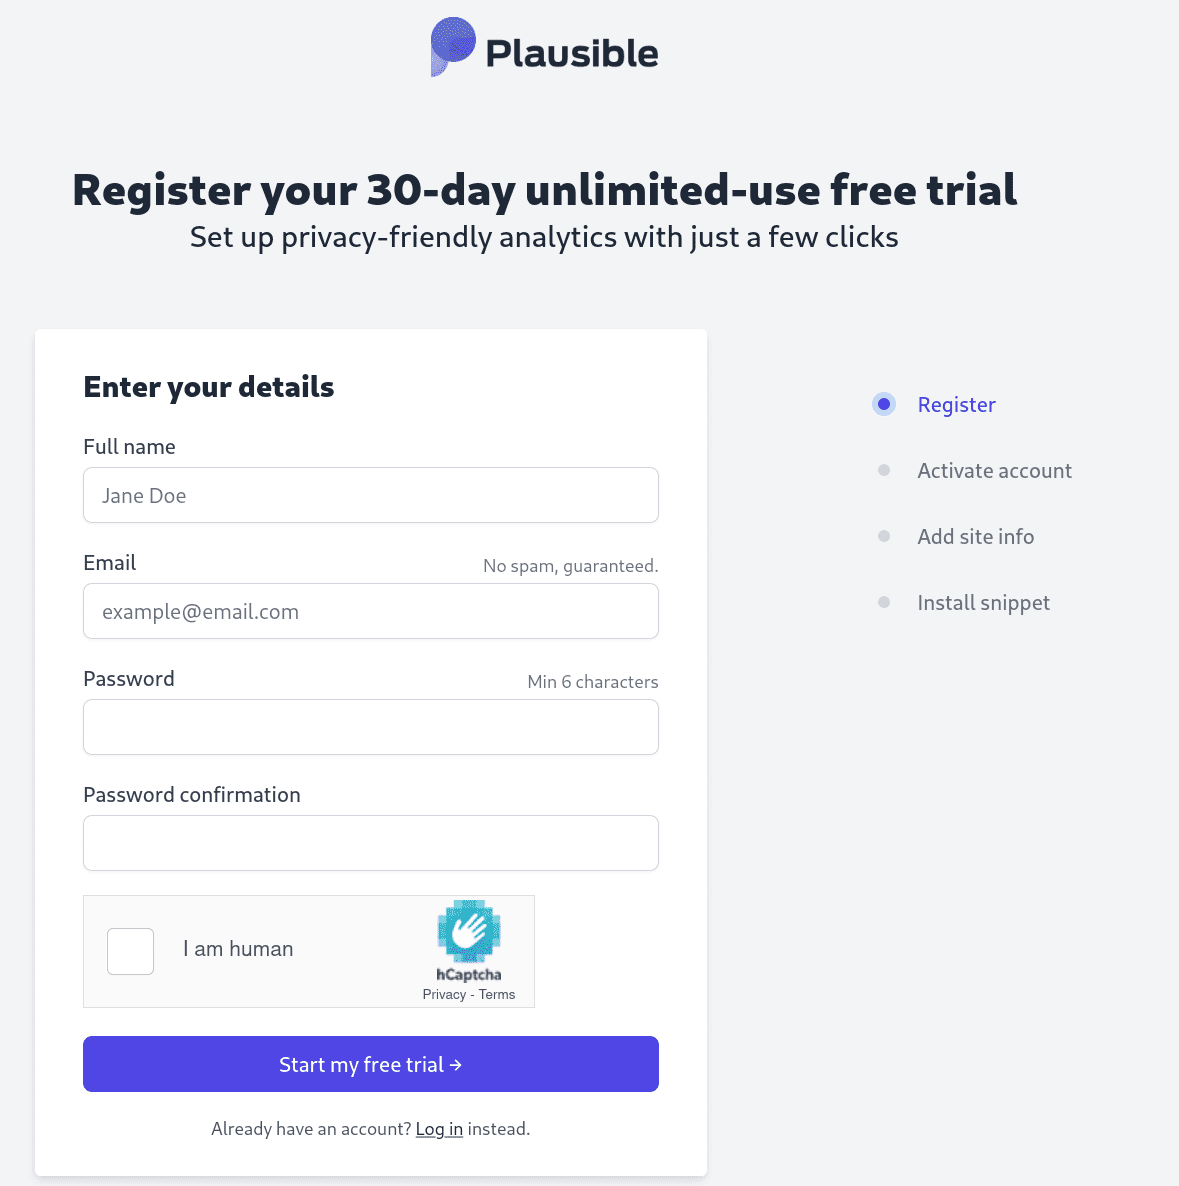 Plausible
Register your 30-day unlimited-use free trial
Set up privacy-friendly analytics with just a few clicks
Enter your details
Full name
Jane Doe
Email
No spam, guaranteed.
example@email.com
Password
Min 6 characters
Password confirmation
I am human
hCaptcha
Privacy - Terms
Start my free trial →
Already have an account? Log in instead.
Register
Activate account
Add site info
Install snippet